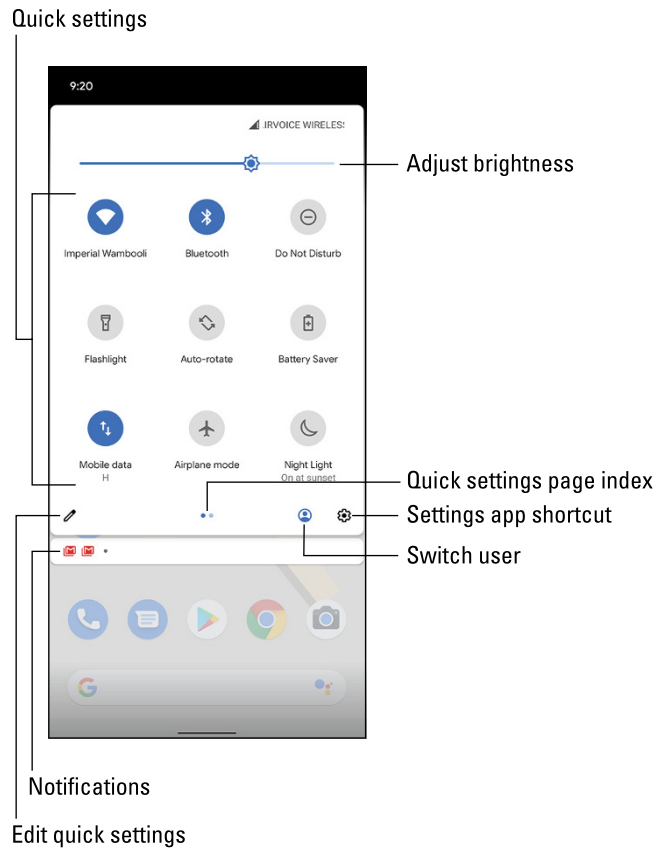 Quick settings
9:20
.IRVOICE WIRELES:
Adjust brightness
Imperial Wambooli
Bluetooth
Do Not Disturb
Flashlight
Auto-rotate
Battery Saver
Mobile data
Airplane mode
Night Light
H
On at sunset
Quick settings page index
Settings app shortcut
Switch user
Notifications
Edit quick settings